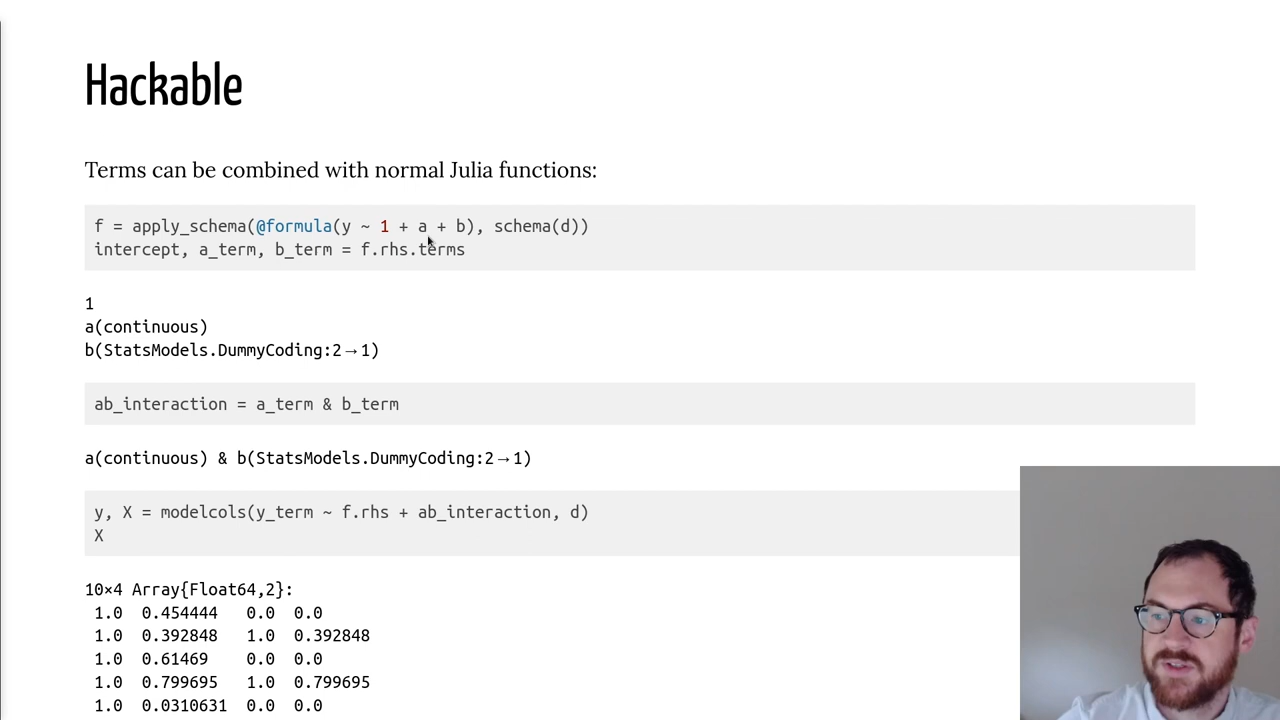 Hackable
Terms can be combined with normal Julia functions:
f = apply_schema(@formula(y ~ 1 + a + b), schema(d))
intercept, a_term, b_term = f.rhs.terms
1
a(continuous)
b(StatsModels.DummyCoding:2→1)
ab_interaction = a_term & b_term
a(continuous) & b(StatsModels.DummyCoding:2→1)
y, X = modelcols(y_term ~ f.rhs + ab_interaction, d)
X
10×4 Array{Float64,2}:
1.0  0.454444   0.0  0.0
1.0  0.392848   1.0  0.392848
1.0  0.61469    0.0  0.0
1.0  0.799695   1.0  0.799695
1.0  0.0310631  0.0  0.0